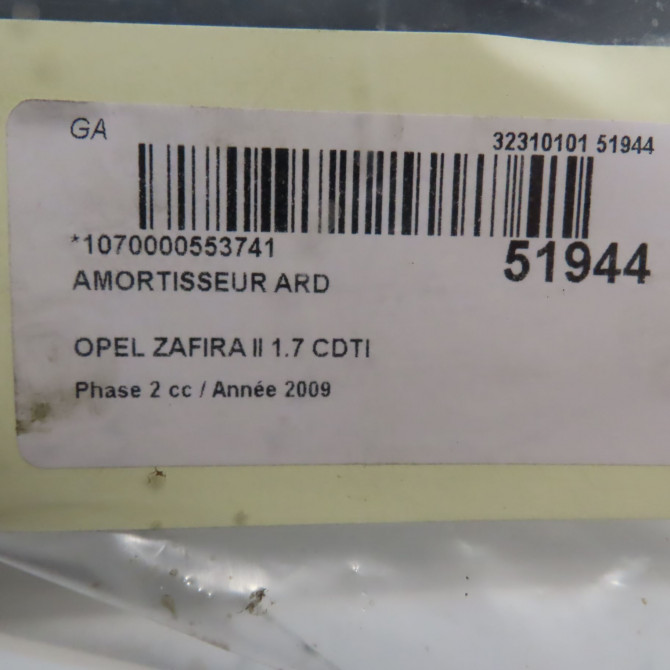 GA
32310101 51944
*1070000553741
51944
AMORTISSEUR ARD
OPEL ZAFIRA II 1.7 CDTI
Phase 2 cc / Année 2009